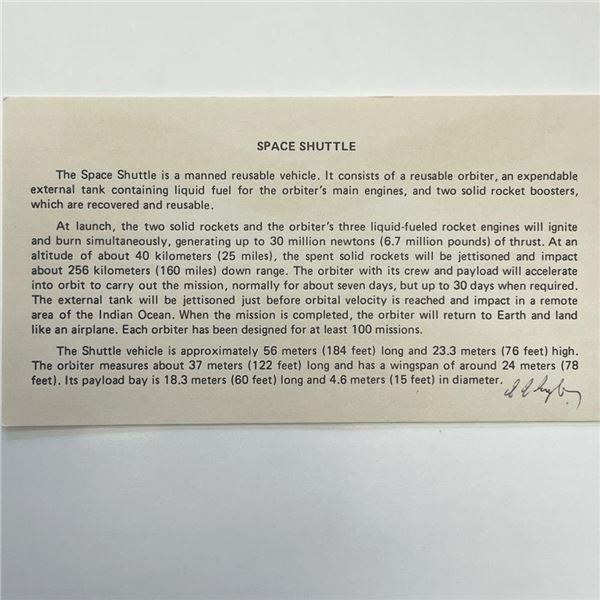 SPACE SHUTTLE
The Space Shuttle is a manned reusable vehicle. It consists of a reusable orbiter, an expendable
external tank containing liquid fuel for the orbiter's main engines, and two solid rocket boosters,
which are recovered and reusable.
At launch, the two solid rockets and the orbiter's three liquid-fueled rocket engines will ignite
and burn simultaneously, generating up to 30 million newtons (6.7 million pounds) of thrust. At an
altitude of about 40 kilometers (25 miles), the spent solid rockets will be jettisoned and impact
about 256 kilometers (160 miles) down range. The orbiter with its crew and payload will accelerate
into orbit to carry out the mission, normally for about seven days, but up to 30 days when required.
The external tank will be jettisoned just before orbital velocity is reached and impact in a remote
area of the Indian Ocean. When the mission is completed, the orbiter will return to Earth and land
like an airplane. Each orbiter has been designed for at least 100 missions.
The Shuttle vehicle is approximately 56 meters (184 feet) long and 23.3 meters (76 feet) high.
The orbiter measures about 37 meters (122 feet) long and has a wingspan of around 24 meters (78
feet). Its payload bay is 18.3 meters (60 feet) long and 4.6 meters (15 feet) in diameter.